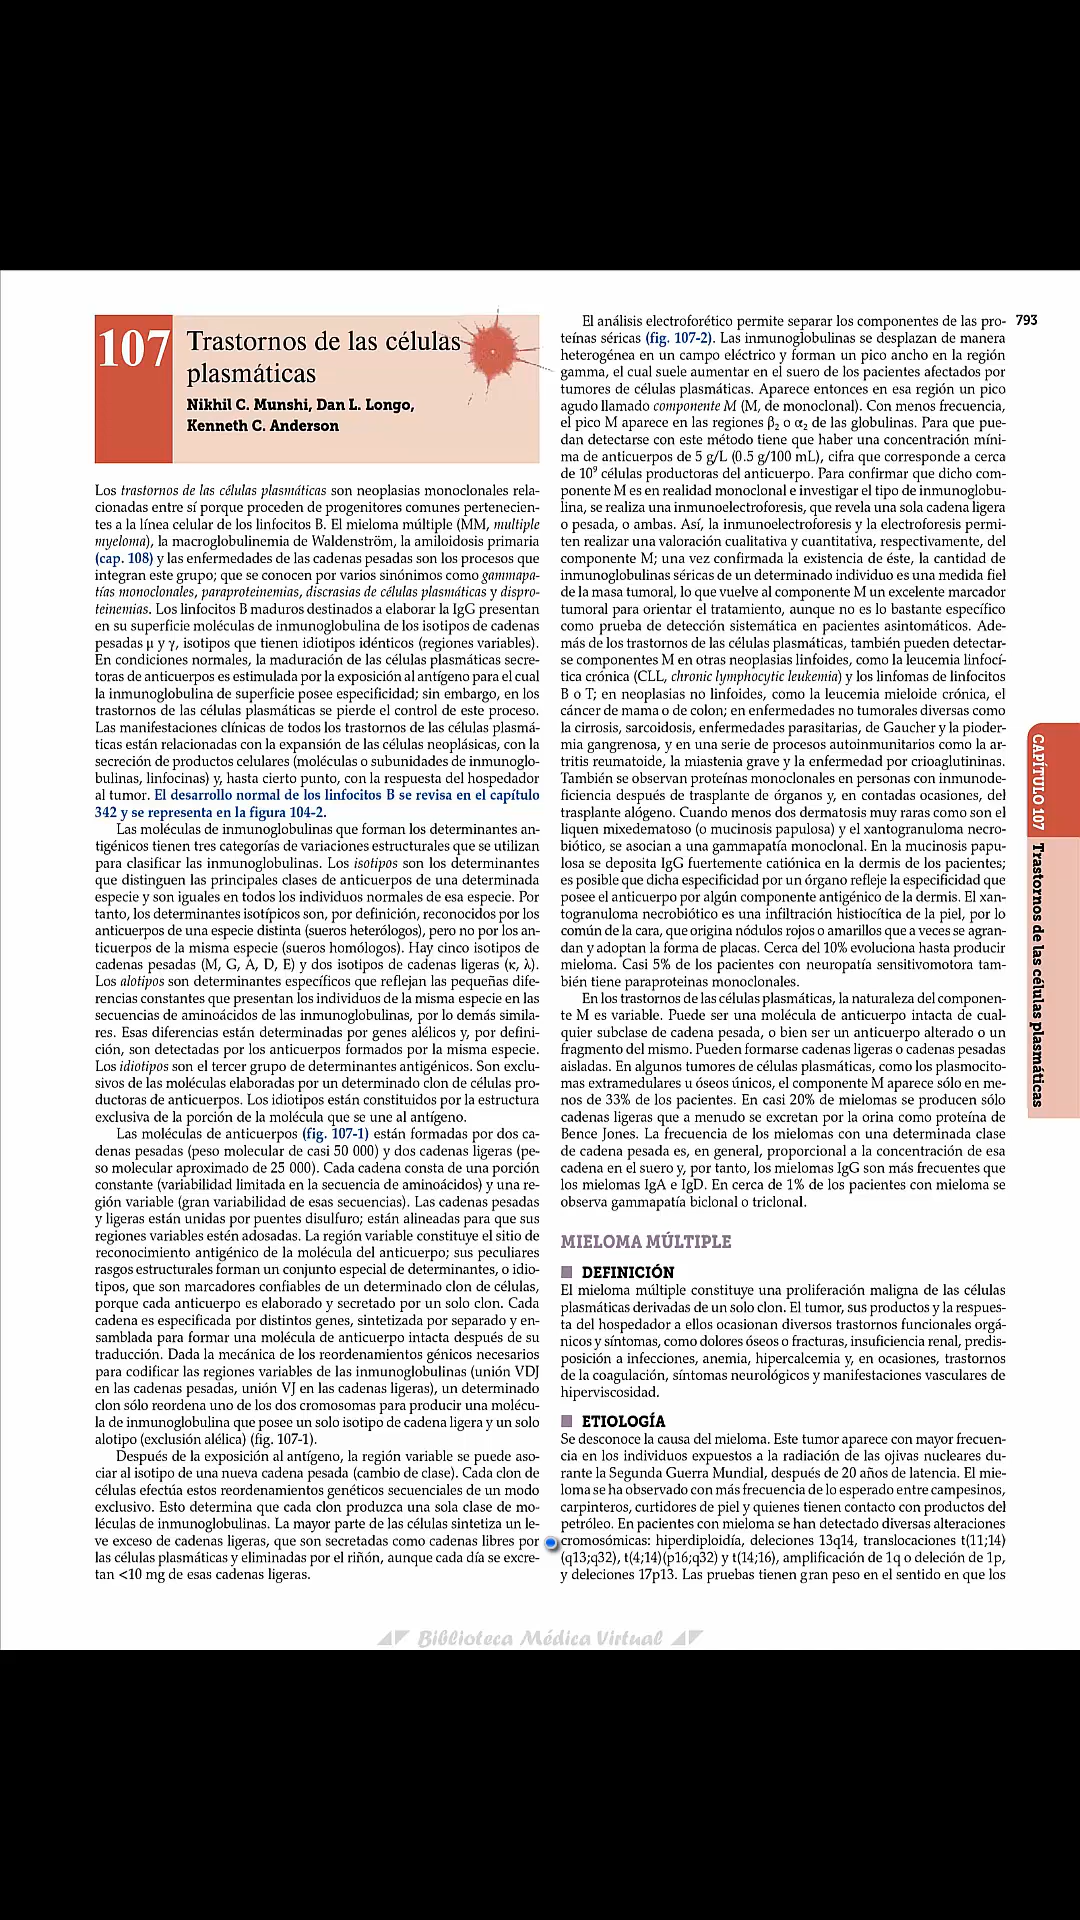 107
Trastornos de las células
plasmáticas
Nikhil C. Munshi, Dan L. Longo,
Kenneth C. Anderson
Los trastornos de las células plasmáticas son neoplasias monoclonales rela-
cionadas entre sí porque proceden de progenitores comunes pertenecien-
tes a la línea celular de los linfocitos B. El mieloma múltiple (MM, multiple
myeloma), la macroglobulinemia de Waldenström, la amiloidosis primaria
(cap. 108) y las enfermedades de las cadenas pesadas son los procesos que
integran este grupo; que se conocen por varios sinónimos como gammapa-
tías monoclonales, paraproteinemias, discrasias de células plasmáticas y dispro-
teinemias. Los linfocitos B maduros destinados a elaborar la IgG presentan
en su superficie moléculas de inmunoglobulina de los isotipos de cadenas
pesadas μ y γ, isotipos que tienen idiotipos idénticos (regiones variables).
En condiciones normales, la maduración de las células plasmáticas secre-
toras de anticuerpos es estimulada por la exposición al antígeno para el cual
la inmunoglobulina de superficie posee especificidad; sin embargo, en los
trastornos de las células plasmáticas se pierde el control de este proceso.
Las manifestaciones clínicas de todos los trastornos de las células plasmá-
ticas están relacionadas con la expansión de las células neoplásicas, con la
secreción de productos celulares (moléculas o subunidades de inmunoglo-
bulinas, linfocinas) y, hasta cierto punto, con la respuesta del hospedador
al tumor. El desarrollo normal de los linfocitos B se revisa en el capítulo
342 y se representa en la figura 104-2.
Las moléculas de inmunoglobulinas que forman los determinantes an-
tigénicos tienen tres categorías de variaciones estructurales que se utilizan
para clasificar las inmunoglobulinas. Los isotipos son los determinantes
que distinguen las principales clases de anticuerpos de una determinada
especie y son iguales en todos los individuos normales de esa especie. Por
tanto, los determinantes isotípicos son, por definición, reconocidos por los
anticuerpos de una especie distinta (sueros heterólogos), pero no por los an-
ticuerpos de la misma especie (sueros homólogos). Hay cinco isotipos de
cadenas pesadas (M, G, A, D, E) y dos isotipos de cadenas ligeras (κ, λ).
Los alotipos son determinantes específicos que reflejan las pequeñas dife-
rencias constantes que presentan los individuos de la misma especie en las
secuencias de aminoácidos de las inmunoglobulinas, por lo demás simila-
res. Esas diferencias están determinadas por genes alélicos y, por defini-
ción, son detectadas por los anticuerpos formados por la misma especie.
Los idiotipos son el tercer grupo de determinantes antigénicos. Son exclu-
sivos de las moléculas elaboradas por un determinado clon de células pro-
ductoras de anticuerpos. Los idiotipos están constituidos por la estructura
exclusiva de la porción de la molécula que se une al antígeno.
Las moléculas de anticuerpos (fig. 107-1) están formadas por dos ca-
denas pesadas (peso molecular de casi 50 000) y dos cadenas ligeras (pe-
so molecular aproximado de 25 000). Cada cadena consta de una porción
constante (variabilidad limitada en la secuencia de aminoácidos) y una re-
gión variable (gran variabilidad de esas secuencias). Las cadenas pesadas
y ligeras están unidas por puentes disulfuro; están alineadas para que sus
regiones variables estén adosadas. La región variable constituye el sitio de
reconocimiento antigénico de la molécula del anticuerpo; sus peculiares
rasgos estructurales forman un conjunto especial de determinantes, o idio-
tipos, que son marcadores confiables de un determinado clon de células,
porque cada anticuerpo es elaborado y secretado por un solo clon. Cada
cadena es especificada por distintos genes, sintetizada por separado y en-
samblada para formar una molécula de anticuerpo intacta después de su
traducción. Dada la mecánica de los reordenamientos génicos necesarios
para codificar las regiones variables de las inmunoglobulinas (unión VDJ
en las cadenas pesadas, unión VJ en las cadenas ligeras), un determinado
clon sólo reordena uno de los dos cromosomas para producir una molécu-
la de inmunoglobulina que posee un solo isotipo de cadena ligera y un solo
alotipo (exclusión alélica) (fig. 107-1).
Después de la exposición al antígeno, la región variable se puede aso-
ciar al isotipo de una nueva cadena pesada (cambio de clase). Cada clon de
células efectúa estos reordenamientos genéticos secuenciales de un modo
exclusivo. Esto determina que cada clon produzca una sola clase de mo-
léculas de inmunoglobulinas. La mayor parte de las células sintetiza un le-
ve exceso de cadenas ligeras, que son secretadas como cadenas libres por
las células plasmáticas y eliminadas por el riñón, aunque cada día se excre-
tan <10 mg de esas cadenas ligeras.
El análisis electroforético permite separar los componentes de las pro-
teínas séricas (fig. 107-2). Las inmunoglobulinas se desplazan de manera
heterogénea en un campo eléctrico y forman un pico ancho en la región
gamma, el cual suele aumentar en el suero de los pacientes afectados por
tumores de células plasmáticas. Aparece entonces en esa región un pico
agudo llamado componente M (M, de monoclonal). Con menos frecuencia,
el pico M aparece en las regiones β₂ o α₂ de las globulinas. Para que pue-
dan detectarse con este método tiene que haber una concentración míni-
ma de anticuerpos de 5 g/L (0.5 g/100 mL), cifra que corresponde a cerca
de 10⁹ células productoras del anticuerpo. Para confirmar que dicho com-
ponente M es en realidad monoclonal e investigar el tipo de inmunoglobu-
lina, se realiza una inmunoelectroforesis, que revela una sola cadena ligera
o pesada, o ambas. Así, la inmunoelectroforesis y la electroforesis permi-
ten realizar una valoración cualitativa y cuantitativa, respectivamente, del
componente M; una vez confirmada la existencia de éste, la cantidad de
inmunoglobulinas séricas de un determinado individuo es una medida fiel
de la masa tumoral, lo que vuelve al componente M un excelente marcador
tumoral para orientar el tratamiento, aunque no es lo bastante específico
como prueba de detección sistemática en pacientes asintomáticos. Ade-
más de los trastornos de las células plasmáticas, también pueden detectar-
se componentes M en otras neoplasias linfoides, como la leucemia linfocí-
tica crónica (CLL, chronic lymphocytic leukemia) y los linfomas de linfocitos
B o T; en neoplasias no linfoides, como la leucemia mieloide crónica, el
cáncer de mama o de colon; en enfermedades no tumorales diversas como
la cirrosis, sarcoidosis, enfermedades parasitarias, de Gaucher y la pioder-
mia gangrenosa, y en una serie de procesos autoinmunitarios como la ar-
tritis reumatoide, la miastenia grave y la enfermedad por crioaglutininas.
También se observan proteínas monoclonales en personas con inmunode-
ficiencia después de trasplante de órganos y, en contadas ocasiones, del
trasplante alógeno. Cuando menos dos dermatosis muy raras como son el
liquen mixedematoso (o mucinosis papulosa) y el xantogranuloma necro-
biótico, se asocian a una gammapatía monoclonal. En la mucinosis papu-
losa se deposita IgG fuertemente catiónica en la dermis de los pacientes;
es posible que dicha especificidad por un órgano refleje la especificidad que
posee el anticuerpo por algún componente antigénico de la dermis. El xan-
togranuloma necrobiótico es una infiltración histiocítica de la piel, por lo
común de la cara, que origina nódulos rojos o amarillos que a veces se agran-
dan y adoptan la forma de placas. Cerca del 10% evoluciona hasta producir
mieloma. Casi 5% de los pacientes con neuropatía sensitivomotora tam-
bién tiene paraproteinas monoclonales.
En los trastornos de las células plasmáticas, la naturaleza del componen-
te M es variable. Puede ser una molécula de anticuerpo intacta de cual-
quier subclase de cadena pesada, o bien ser un anticuerpo alterado o un
fragmento del mismo. Pueden formarse cadenas ligeras o cadenas pesadas
aisladas. En algunos tumores de células plasmáticas, como los plasmocito-
mas extramedulares u óseos únicos, el componente M aparece sólo en me-
nos de 33% de los pacientes. En casi 20% de mielomas se producen sólo
cadenas ligeras que a menudo se excretan por la orina como proteína de
Bence Jones. La frecuencia de los mielomas con una determinada clase
de cadena pesada es, en general, proporcional a la concentración de esa
cadena en el suero y, por tanto, los mielomas IgG son más frecuentes que
los mielomas IgA e IgD. En cerca de 1% de los pacientes con mieloma se
observa gammapatía biclonal o triclonal.
MIELOMA MÚLTIPLE
DEFINICIÓN
El mieloma múltiple constituye una proliferación maligna de las células
plasmáticas derivadas de un solo clon. El tumor, sus productos y la respues-
ta del hospedador a ellos ocasionan diversos trastornos funcionales orgá-
nicos y síntomas, como dolores óseos o fracturas, insuficiencia renal, predis-
posición a infecciones, anemia, hipercalcemia y, en ocasiones, trastornos
de la coagulación, síntomas neurológicos y manifestaciones vasculares de
hiperviscosidad.
ETIOLOGÍA
Se desconoce la causa del mieloma. Este tumor aparece con mayor frecuen-
cia en los individuos expuestos a la radiación de las ojivas nucleares du-
rante la Segunda Guerra Mundial, después de 20 años de latencia. El mie-
loma se ha observado con más frecuencia de lo esperado entre campesinos,
carpinteros, curtidores de piel y quienes tienen contacto con productos del
petróleo. En pacientes con mieloma se han detectado diversas alteraciones
cromosómicas: hiperdiploidía, deleciones 13q14, translocaciones t(11;14)
(q13;q32), t(4;14)(p16;q32) y t(14;16), amplificación de 1q o deleción de 1p,
y deleciones 17p13. Las pruebas tienen gran peso en el sentido en que los
793
CAPÍTULO 107
Trastornos de las células plasmáticas
Biblioteca Médica Virtual